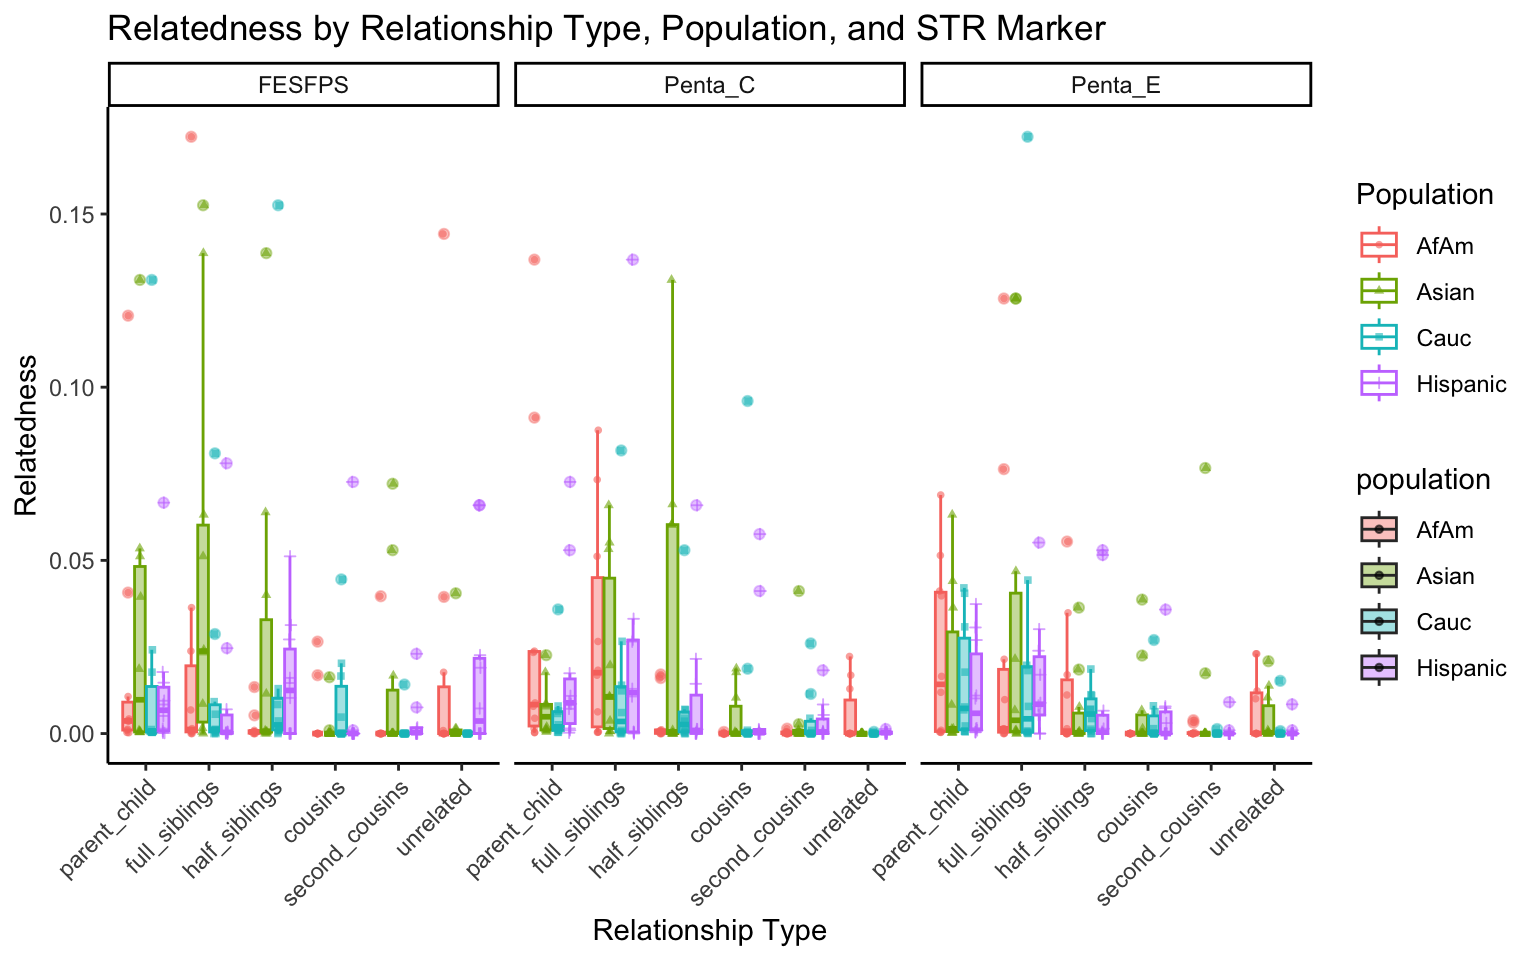 Relatedness by Relationship Type, Population, and STR Marker
FESFPS
Penta_C
Penta_E
Relatedness
0.15
0.10
0.05
0.00
parent_child
full_siblings
half_siblings
cousins
second_cousins
unrelated
parent_child
full_siblings
half_siblings
cousins
second_cousins
unrelated
parent_child
full_siblings
half_siblings
cousins
second_cousins
unrelated
Relationship Type
Population
AfAm
Asian
Cauc
Hispanic
population
AfAm
Asian
Cauc
Hispanic